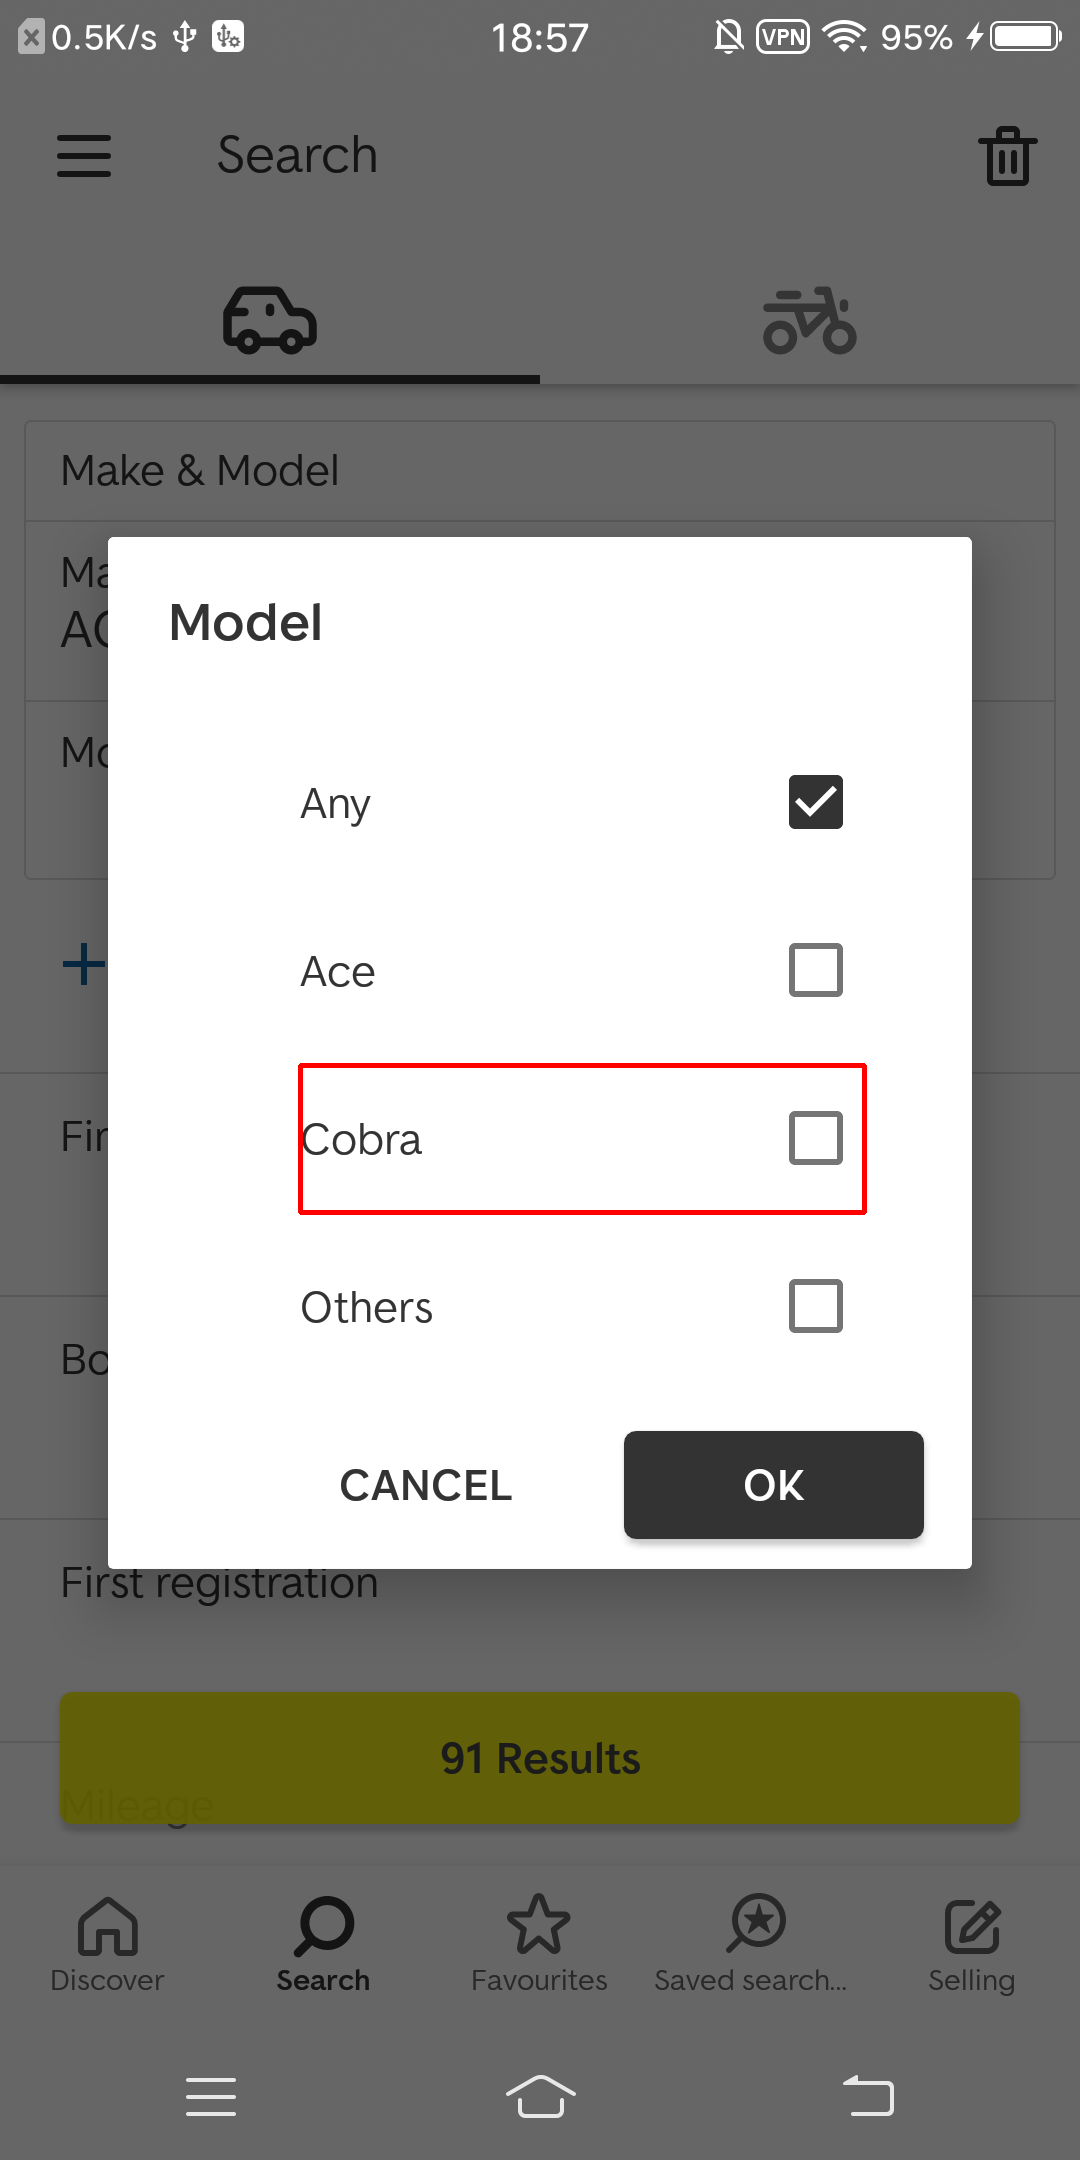 0.5K/s
18:57
VPN
95%
Search
Make & Model
Ma
AC
Mo
Model
Any
Ace
Cobra
Others
CANCEL
OK
Fir
Bo
First registration
91 Results
Mileage
Discover
Search
Favourites
Saved search...
Selling